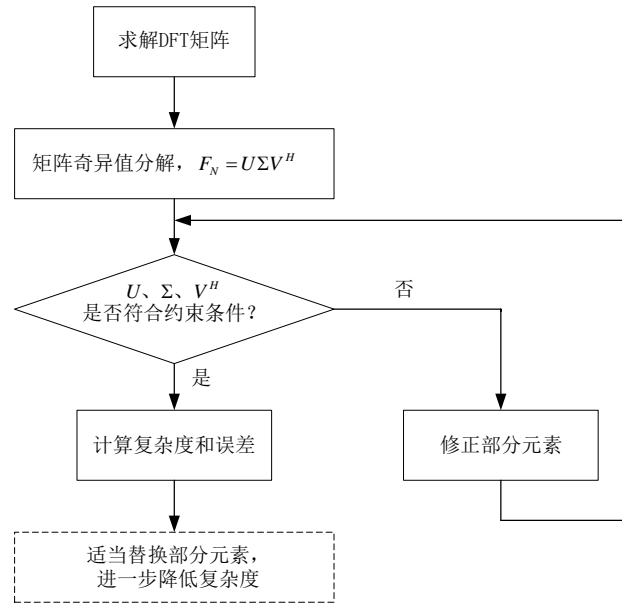 求解DFT矩阵
矩阵奇异值分解，F_N = UΣV^H
U、Σ、V^H
是否符合约束条件？
否
是
计算复杂度和误差
修正部分元素
适当替换部分元素，
进一步降低复杂度